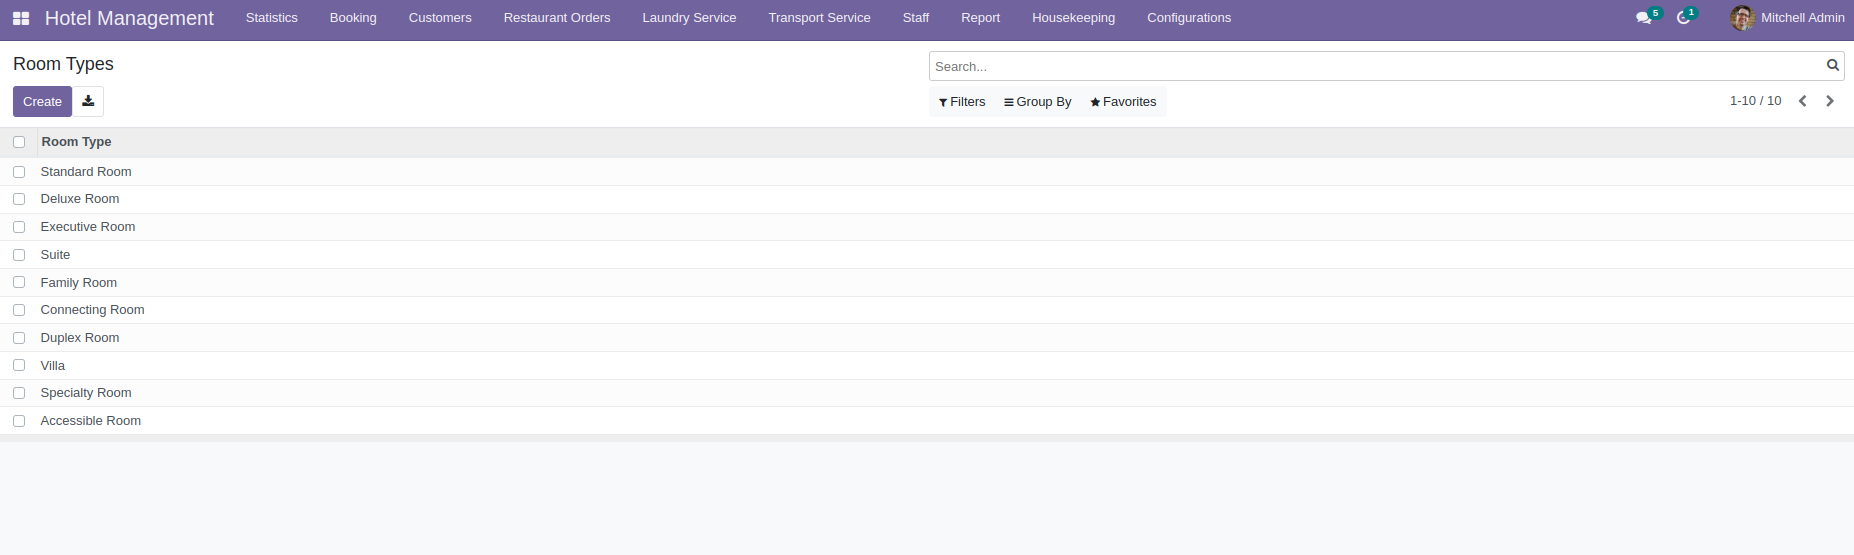 Hotel Management Statistics Booking Customers Restaurant Orders Laundry Service Transport Service Staff Report Housekeeping Configurations 5 1 Mitchell Admin
Room Types
Search...
Create
Filters Group By Favorites 1-10 / 10
Room Type
Standard Room
Deluxe Room
Executive Room
Suite
Family Room
Connecting Room
Duplex Room
Villa
Specialty Room
Accessible Room